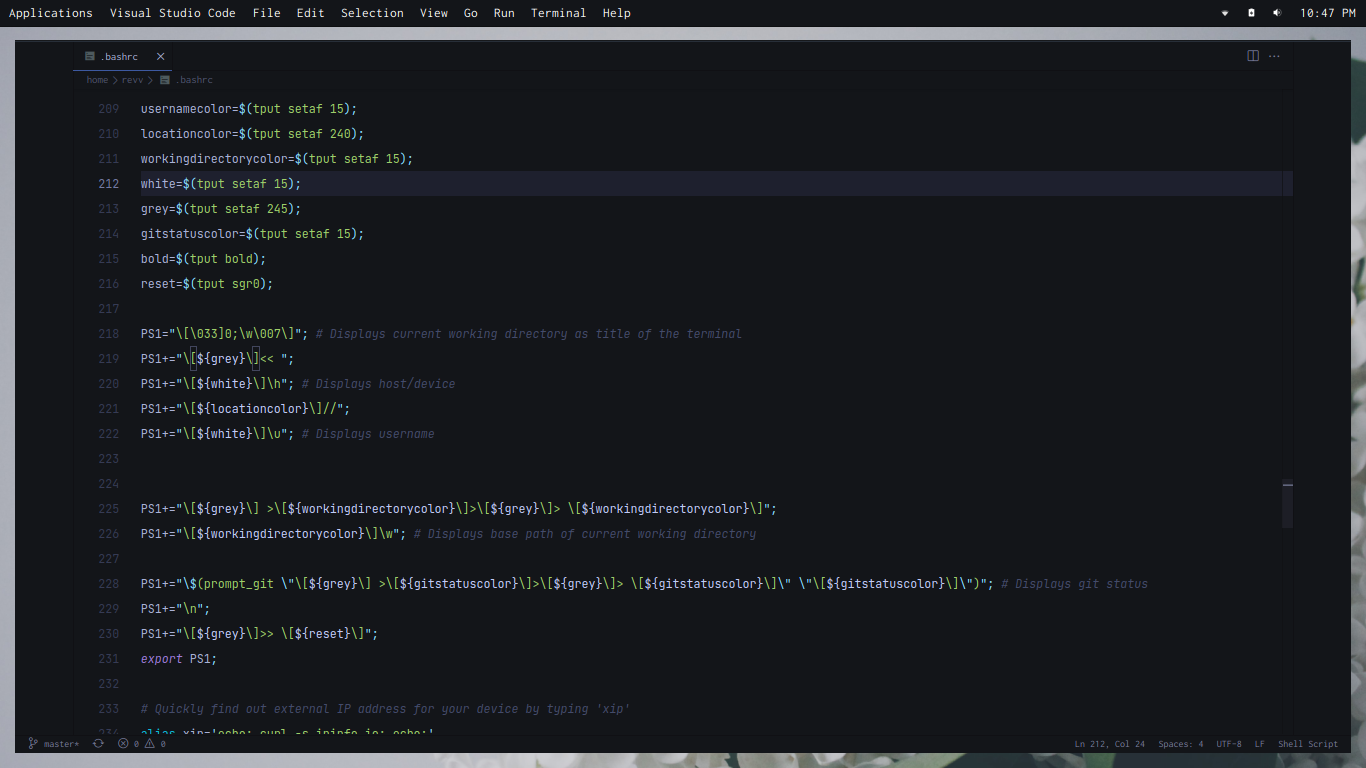 Applications Visual Studio Code File Edit Selection View Go Run Terminal Help 10:47 PM
.bashrc
home > revv > .bashrc
209 usernamecolor=$(tput setaf 15);
210 locationcolor=$(tput setaf 240);
211 workingdirectorycolor=$(tput setaf 15);
212 white=$(tput setaf 15);
213 grey=$(tput setaf 245);
214 gitstatuscolor=$(tput setaf 15);
215 bold=$(tput bold);
216 reset=$(tput sgr0);
217
218 PS1="\[\033]0;\w\007\]"; # Displays current working directory as title of the terminal
219 PS1+="\[${grey}\]<< ";
220 PS1+="\[${white}\]\h"; # Displays host/device
221 PS1+="\[${locationcolor}\]//";
222 PS1+="\[${white}\]\u"; # Displays username
223
224
225 PS1+="\[${grey}\] >\[${workingdirectorycolor}\]>\[${grey}\]> \[${workingdirectorycolor}\]";
226 PS1+="\[${workingdirectorycolor}\]\w"; # Displays base path of current working directory
227
228 PS1+="\$(prompt_git \"\[${grey}\] >\[${gitstatuscolor}\]>\[${grey}\]> \[${gitstatuscolor}\]\" \"\[${gitstatuscolor}\]\")"; # Displays git status
229 PS1+="\n";
230 PS1+="\[${grey}\]>> \[${reset}\]";
231 export PS1;
232
233 # Quickly find out external IP address for your device by typing 'xip'
234 alias xip='echo; curl -s ipinfo.io; echo;'
master* 0 0 Ln 212, Col 24 Spaces: 4 UTF-8 LF Shell Script